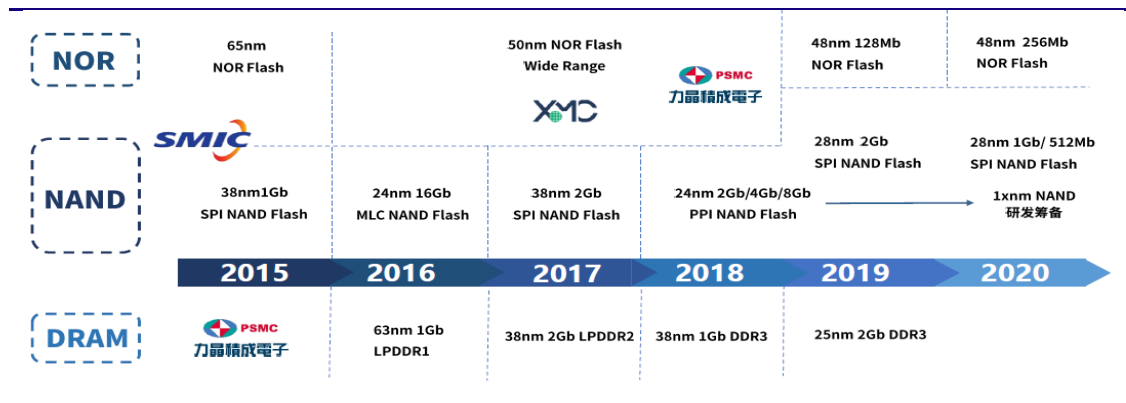 NOR
65nm
NOR Flash
50nm NOR Flash
Wide Range
XMC
PSMC
力晶積成電子
48nm 128Mb
NOR Flash
48nm 256Mb
NOR Flash
SMIC
NAND
38nm1Gb
SPI NAND Flash
24nm 16Gb
MLC NAND Flash
38nm 2Gb
SPI NAND Flash
24nm 2Gb/4Gb/8Gb
PPI NAND Flash
28nm 2Gb
SPI NAND Flash
28nm 1Gb/ 512Mb
SPI NAND Flash
1xnm NAND
研发筹备
2015
2016
2017
2018
2019
2020
DRAM
PSMC
力晶積成電子
63nm 1Gb
LPDDR1
38nm 2Gb LPDDR2
38nm 1Gb DDR3
25nm 2Gb DDR3